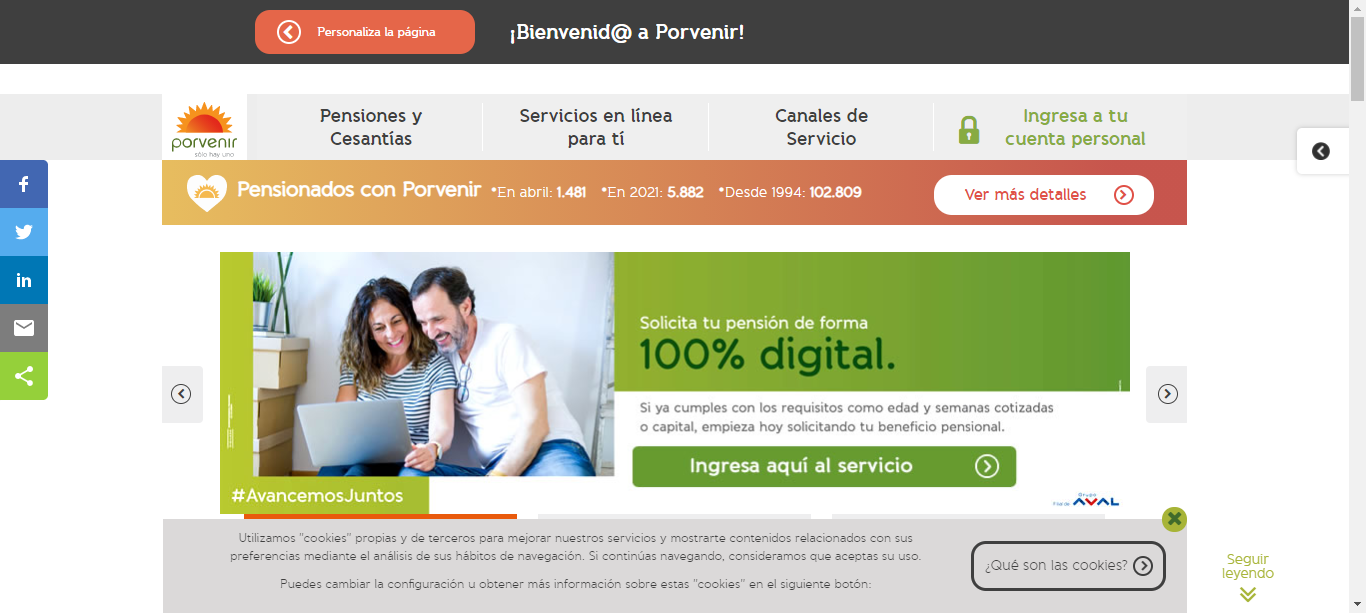 Personaliza la página
¡Bienvenid@ a Porvenir!
porvenir
sólo hay uno
Pensiones y
Cesantías
Servicios en línea
para tí
Canales de
Servicio
Ingresa a tu
cuenta personal
Pensionados con Porvenir *En abril: 1.481 *En 2021: 5.882 *Desde 1994: 102.809
Ver más detalles
Solicita tu pensión de forma
100% digital.
Si ya cumples con los requisitos como edad y semanas cotizadas
o capital, empieza hoy solicitando tu beneficio pensional.
Ingresa aquí al servicio
#AvancemosJuntos
Grupo
AVAL
Utilizamos "cookies" propias y de terceros para mejorar nuestros servicios y mostrarte contenidos relacionados con sus
preferencias mediante el análisis de sus hábitos de navegación. Si continúas navegando, consideramos que aceptas su uso.
Puedes cambiar la configuración u obtener más información sobre estas "cookies" en el siguiente botón:
¿Qué son las cookies?
Seguir
leyendo